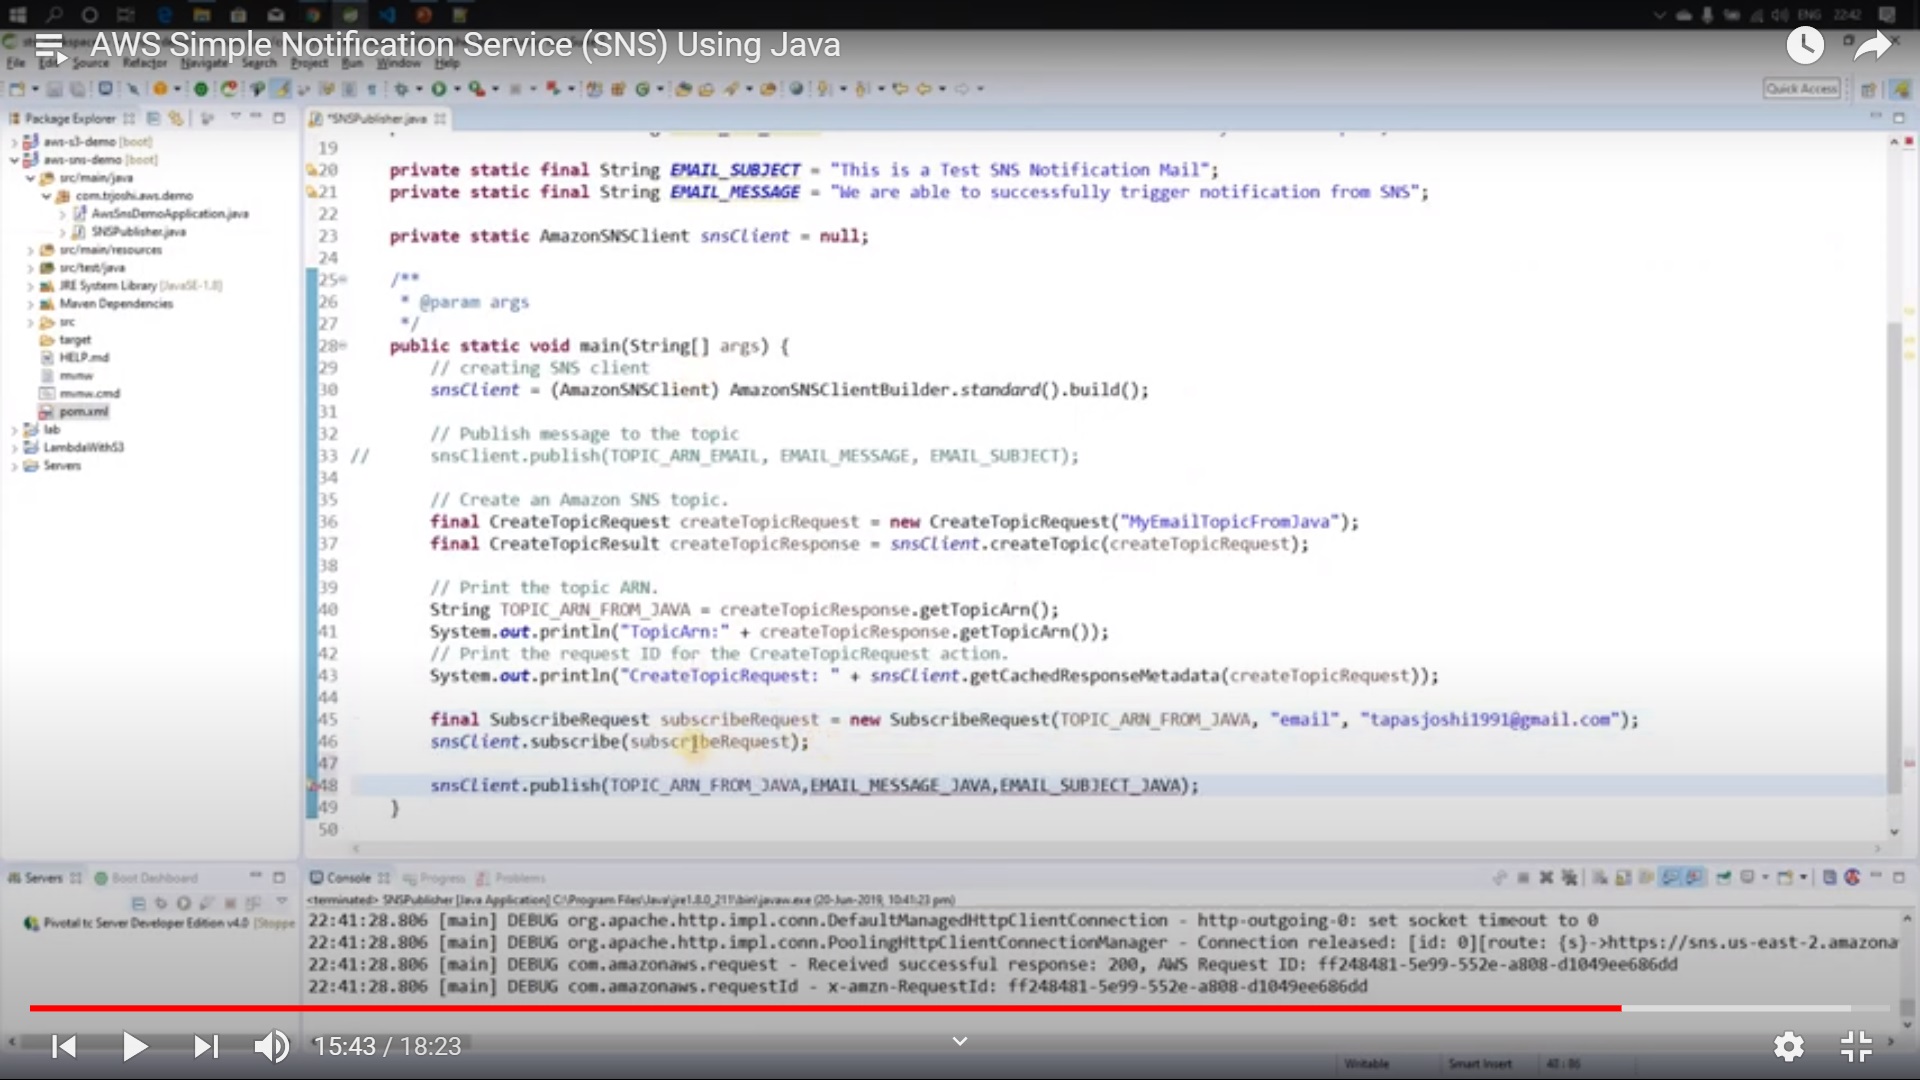 ENG 22:42
AWS Simple Notification Service (SNS) Using Java
File Edit Source Refactor Navigate Search Project Run Window Help
Quick Access
Package Explorer
*SNSPublisher.java
aws-s3-demo [boot]
aws-sns-demo [boot]
src/main/java
com.trjoshi.aws.demo
AwsSnsDemoApplication.java
SNSPublisher.java
src/main/resources
src/test/java
JRE System Library [JavaSE-1.8]
Maven Dependencies
src
target
HELP.md
mvnw
mvnw.cmd
pom.xml
lab
LambdaWithS3
Servers
19
20 private static final String EMAIL_SUBJECT = "This is a Test SNS Notification Mail";
21 private static final String EMAIL_MESSAGE = "We are able to successfully trigger notification from SNS";
22
23 private static AmazonSNSClient snsClient = null;
24
25 /**
26 * @param args
27 */
28 public static void main(String[] args) {
29 // creating SNS client
30 snsClient = (AmazonSNSClient) AmazonSNSClientBuilder.standard().build();
31
32 // Publish message to the topic
33 // snsClient.publish(TOPIC_ARN_EMAIL, EMAIL_MESSAGE, EMAIL_SUBJECT);
34
35 // Create an Amazon SNS topic.
36 final CreateTopicRequest createTopicRequest = new CreateTopicRequest("MyEmailTopicFromJava");
37 final CreateTopicResult createTopicResponse = snsClient.createTopic(createTopicRequest);
38
39 // Print the topic ARN.
40 String TOPIC_ARN_FROM_JAVA = createTopicResponse.getTopicArn();
41 System.out.println("TopicArn:" + createTopicResponse.getTopicArn());
42 // Print the request ID for the CreateTopicRequest action.
43 System.out.println("CreateTopicRequest: " + snsClient.getCachedResponseMetadata(createTopicRequest));
44
45 final SubscribeRequest subscribeRequest = new SubscribeRequest(TOPIC_ARN_FROM_JAVA, "email", "tapasjoshi1991@gmail.com");
46 snsClient.subscribe(subscribeRequest);
47
48 snsClient.publish(TOPIC_ARN_FROM_JAVA,EMAIL_MESSAGE_JAVA,EMAIL_SUBJECT_JAVA);
49 }
50
Servers Boot Dashboard
Pivotal tc Server Developer Edition v4.0 [Stoppe
Console Progress Problems
<terminated> SNSPublisher [Java Application] C:\Program Files\Java\jre1.8.0_211\bin\javaw.exe (20-Jun-2019, 10:41:23 pm)
22:41:28.806 [main] DEBUG org.apache.http.impl.conn.DefaultManagedHttpClientConnection - http-outgoing-0: set socket timeout to 0
22:41:28.806 [main] DEBUG org.apache.http.impl.conn.PoolingHttpClientConnectionManager - Connection released: [id: 0][route: {s}->https://sns.us-east-2.amazona
22:41:28.806 [main] DEBUG com.amazonaws.request - Received successful response: 200, AWS Request ID: ff248481-5e99-552e-a808-d1049ee686dd
22:41:28.806 [main] DEBUG com.amazonaws.requestId - x-amzn-RequestId: ff248481-5e99-552e-a808-d1049ee686dd
15:43 / 18:23
Writable Smart Insert 48 : 86